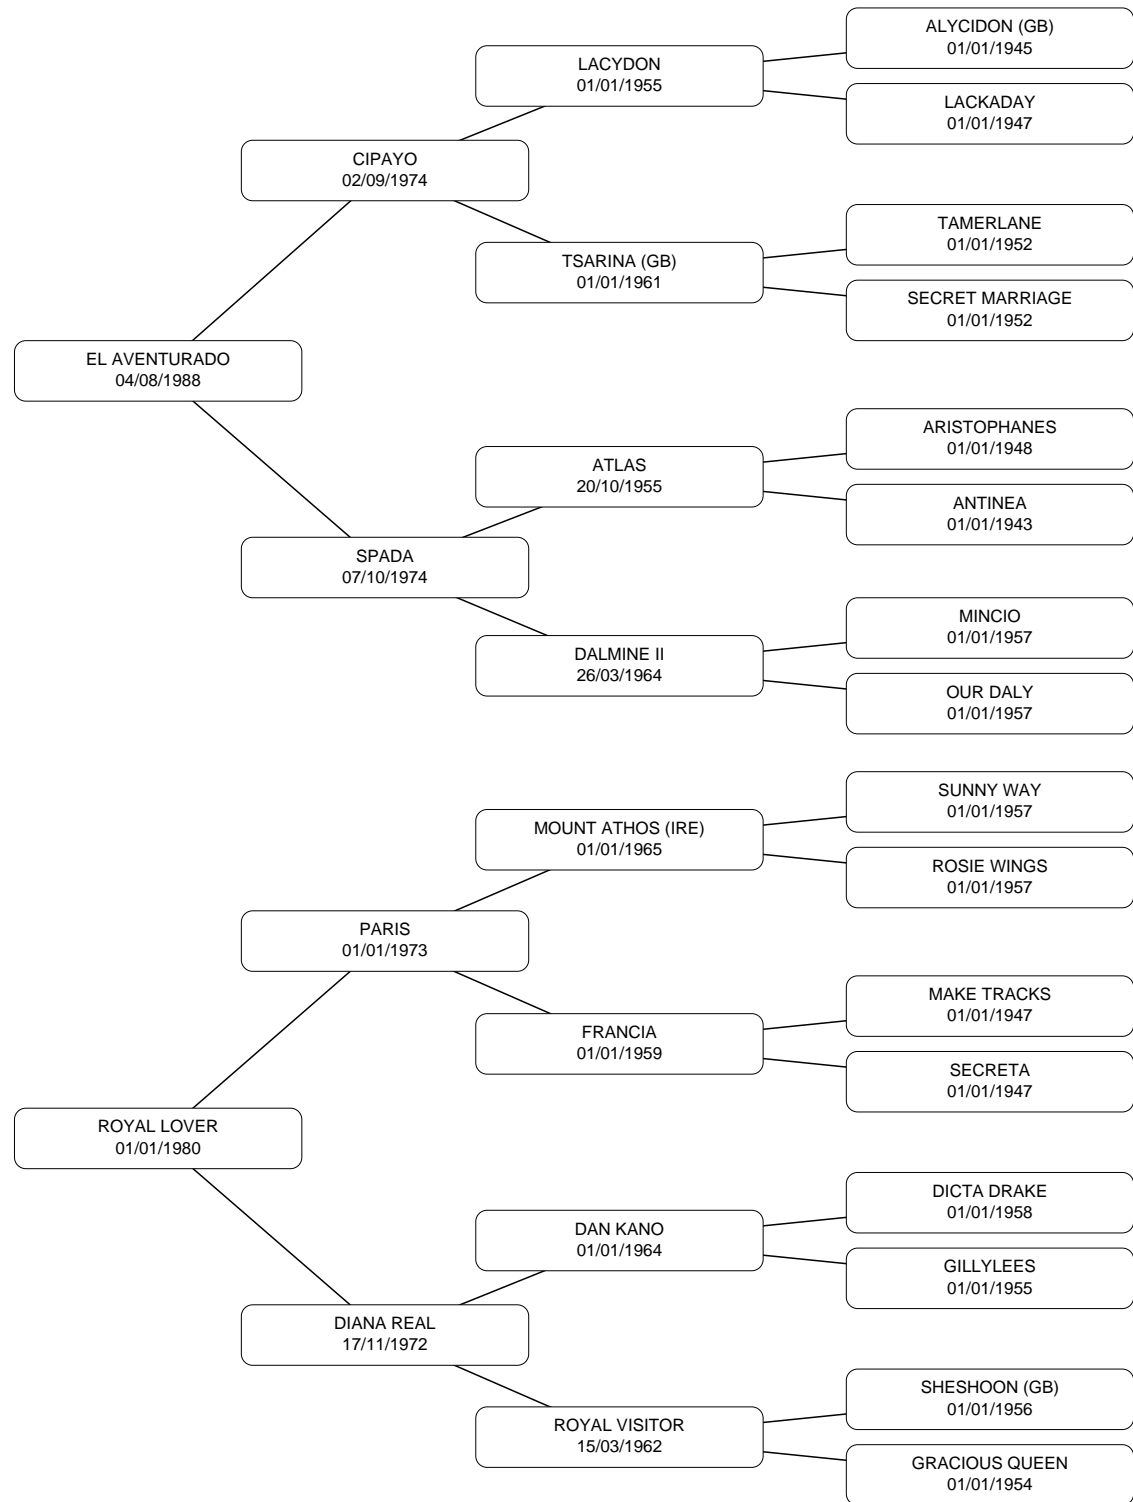 ALYCIDON (GB)
01/01/1945
LACYDON
01/01/1955
LACKADAY
01/01/1947
CIPAYO
02/09/1974
TAMERLANE
01/01/1952
TSARINA (GB)
01/01/1961
SECRET MARRIAGE
01/01/1952
EL AVENTURADO
04/08/1988
ARISTOPHANES
01/01/1948
ATLAS
20/10/1955
ANTINEA
01/01/1943
SPADA
07/10/1974
MINCIO
01/01/1957
DALMINE II
26/03/1964
OUR DALY
01/01/1957
SUNNY WAY
01/01/1957
MOUNT ATHOS (IRE)
01/01/1965
ROSIE WINGS
01/01/1957
PARIS
01/01/1973
MAKE TRACKS
01/01/1947
FRANCIA
01/01/1959
SECRETA
01/01/1947
ROYAL LOVER
01/01/1980
DICTA DRAKE
01/01/1958
DAN KANO
01/01/1964
GILLYLEES
01/01/1955
DIANA REAL
17/11/1972
SHESHOON (GB)
01/01/1956
ROYAL VISITOR
15/03/1962
GRACIOUS QUEEN
01/01/1954